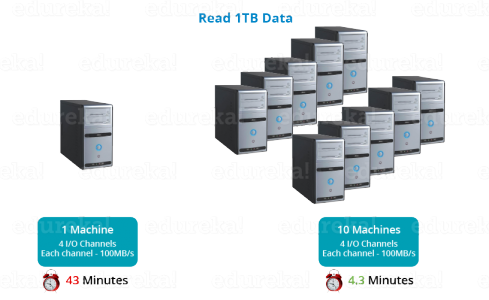 Read 1TB Data
1 Machine
4 I/O Channels
Each channel - 100MB/s
43 Minutes
10 Machines
4 I/O Channels
Each channel - 100MB/s
4.3 Minutes